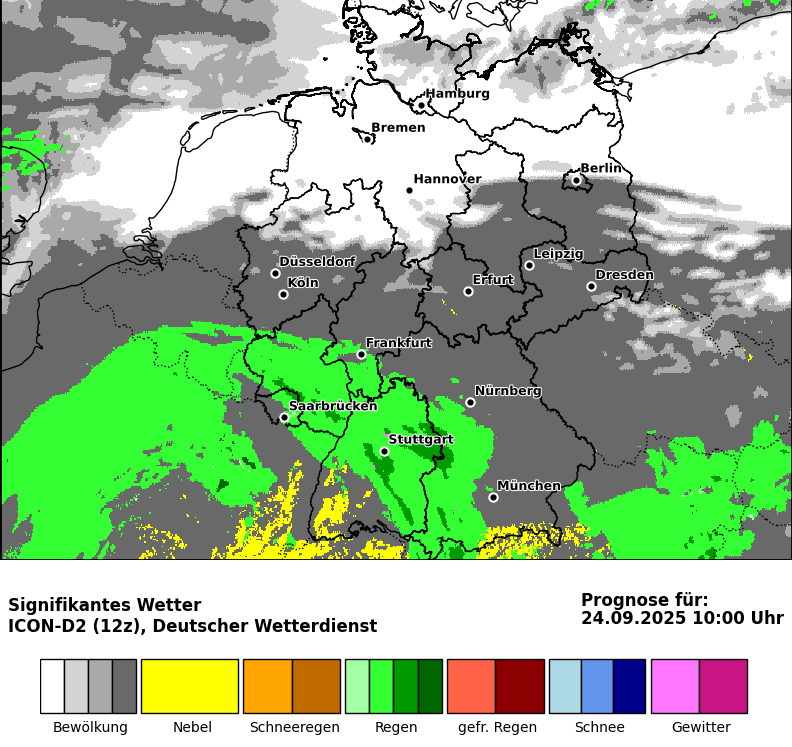 Hamburg
Bremen
Berlin
Hannover
Leipzig
Düsseldorf
Dresden
Köln
Erfurt
Frankfurt
Nürnberg
Saarbrücken
Stuttgart
München
Signifikantes Wetter
ICON-D2 (12z), Deutscher Wetterdienst
Prognose für:
24.09.2025 10:00 Uhr
Bewölkung
Nebel
Schneeregen
Regen
gefr. Regen
Schnee
Gewitter